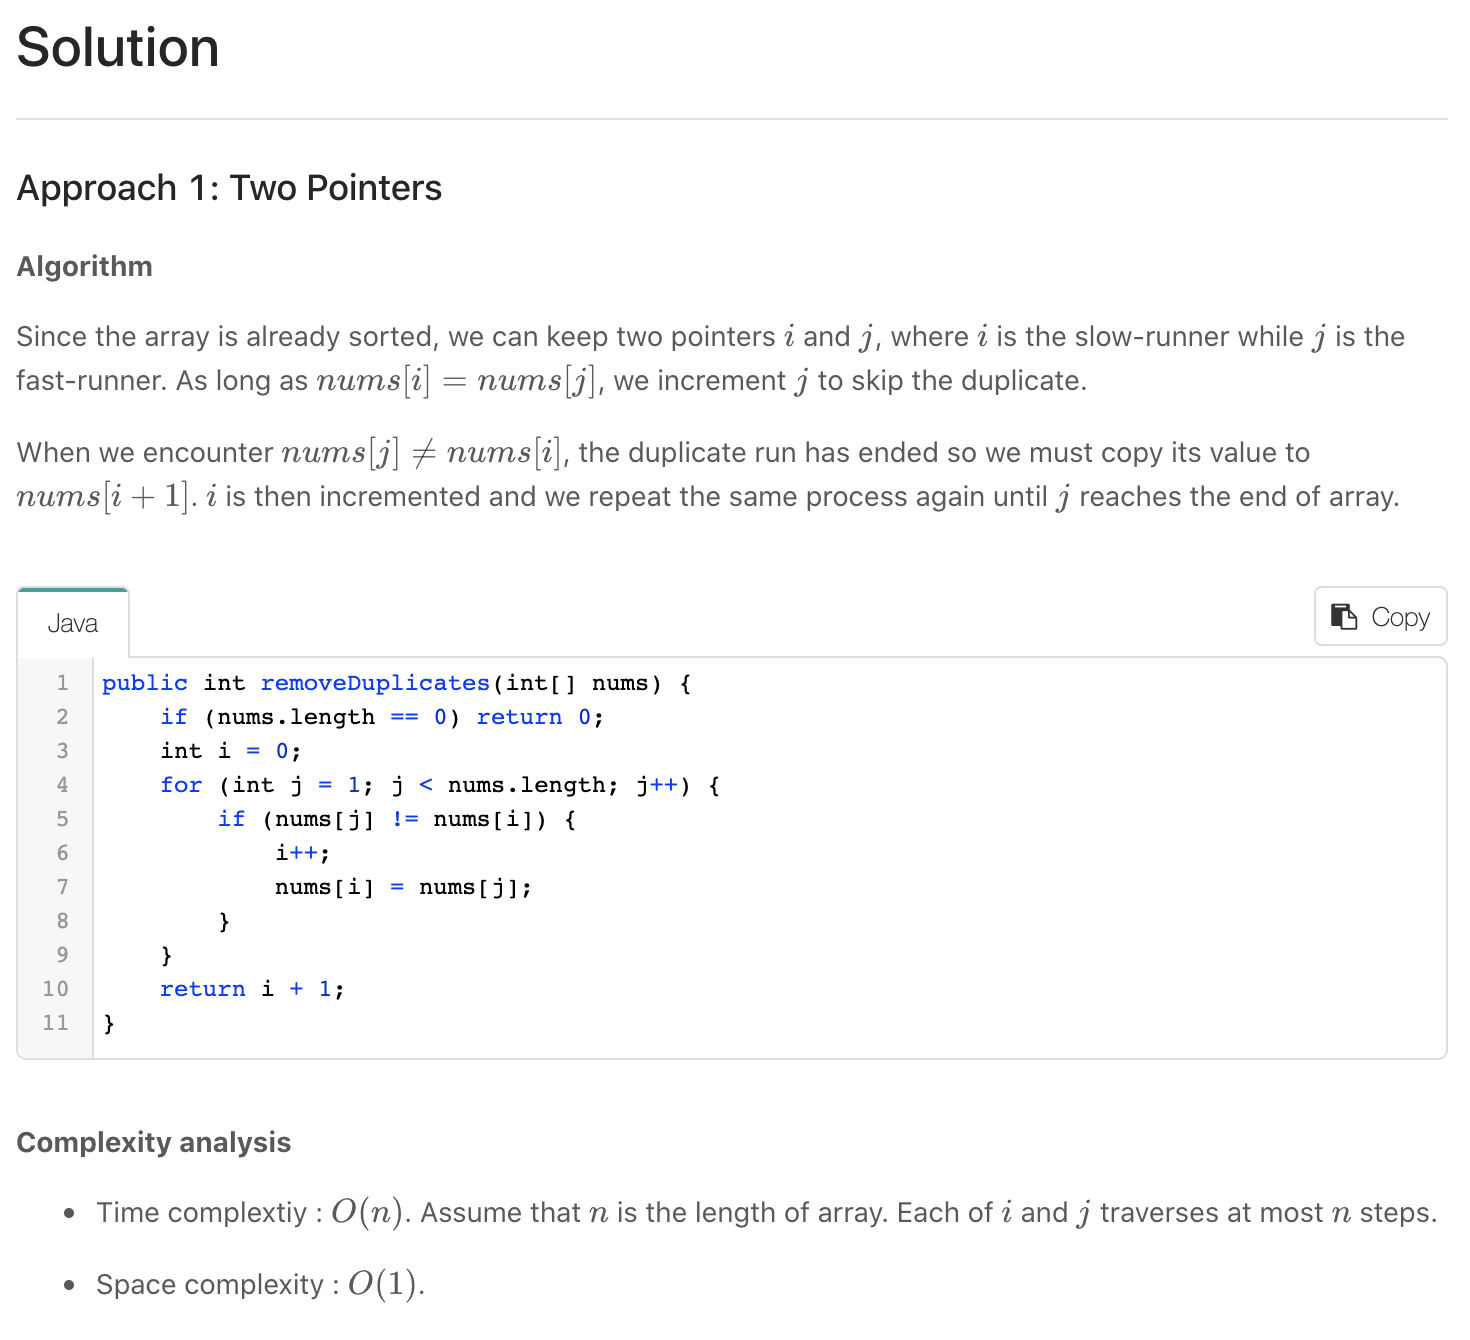 Solution
Approach 1: Two Pointers
Algorithm
Since the array is already sorted, we can keep two pointers i and j, where i is the slow-runner while j is the
fast-runner. As long as nums[i] = nums[j], we increment j to skip the duplicate.
When we encounter nums[j] ≠ nums[i], the duplicate run has ended so we must copy its value to
nums[i + 1]. i is then incremented and we repeat the same process again until j reaches the end of array.
Java
Copy
1 public int removeDuplicates(int[] nums) {
2     if (nums.length == 0) return 0;
3     int i = 0;
4     for (int j = 1; j < nums.length; j++) {
5         if (nums[j] != nums[i]) {
6             i++;
7             nums[i] = nums[j];
8         }
9     }
10     return i + 1;
11 }
Complexity analysis
• Time complextiy : O(n). Assume that n is the length of array. Each of i and j traverses at most n steps.
• Space complexity : O(1).